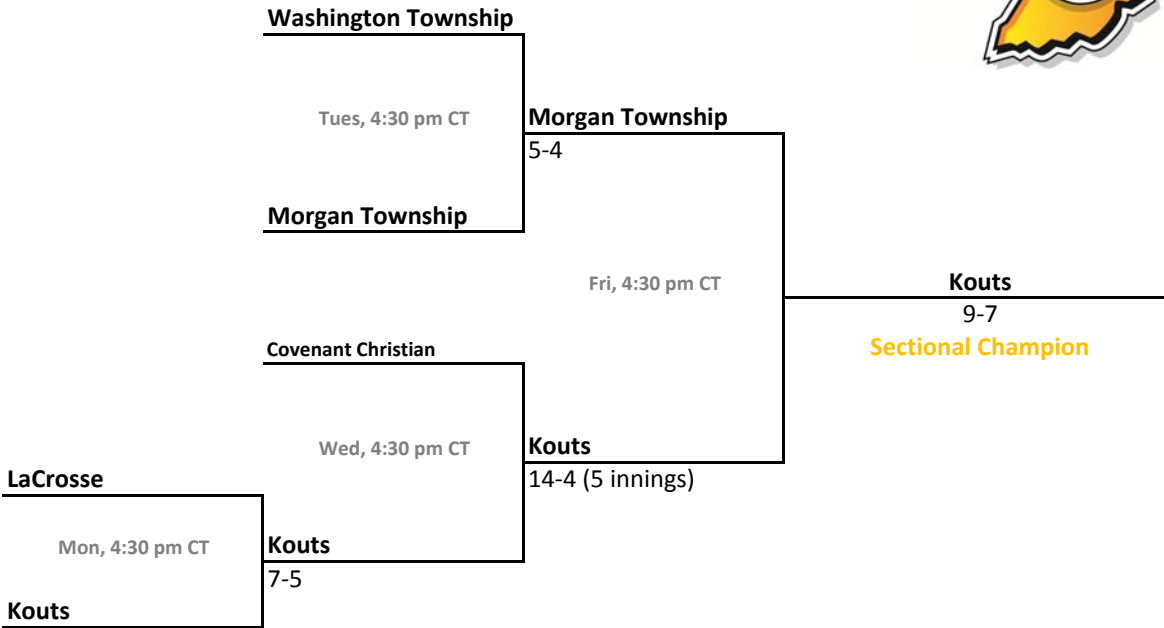 Washington Township
Tues, 4:30 pm CT
Morgan Township
5-4
Morgan Township
Fri, 4:30 pm CT
Kouts
9-7
Sectional Champion
Covenant Christian
Wed, 4:30 pm CT
Kouts
14-4 (5 innings)
LaCrosse
Mon, 4:30 pm CT
Kouts
7-5
Kouts